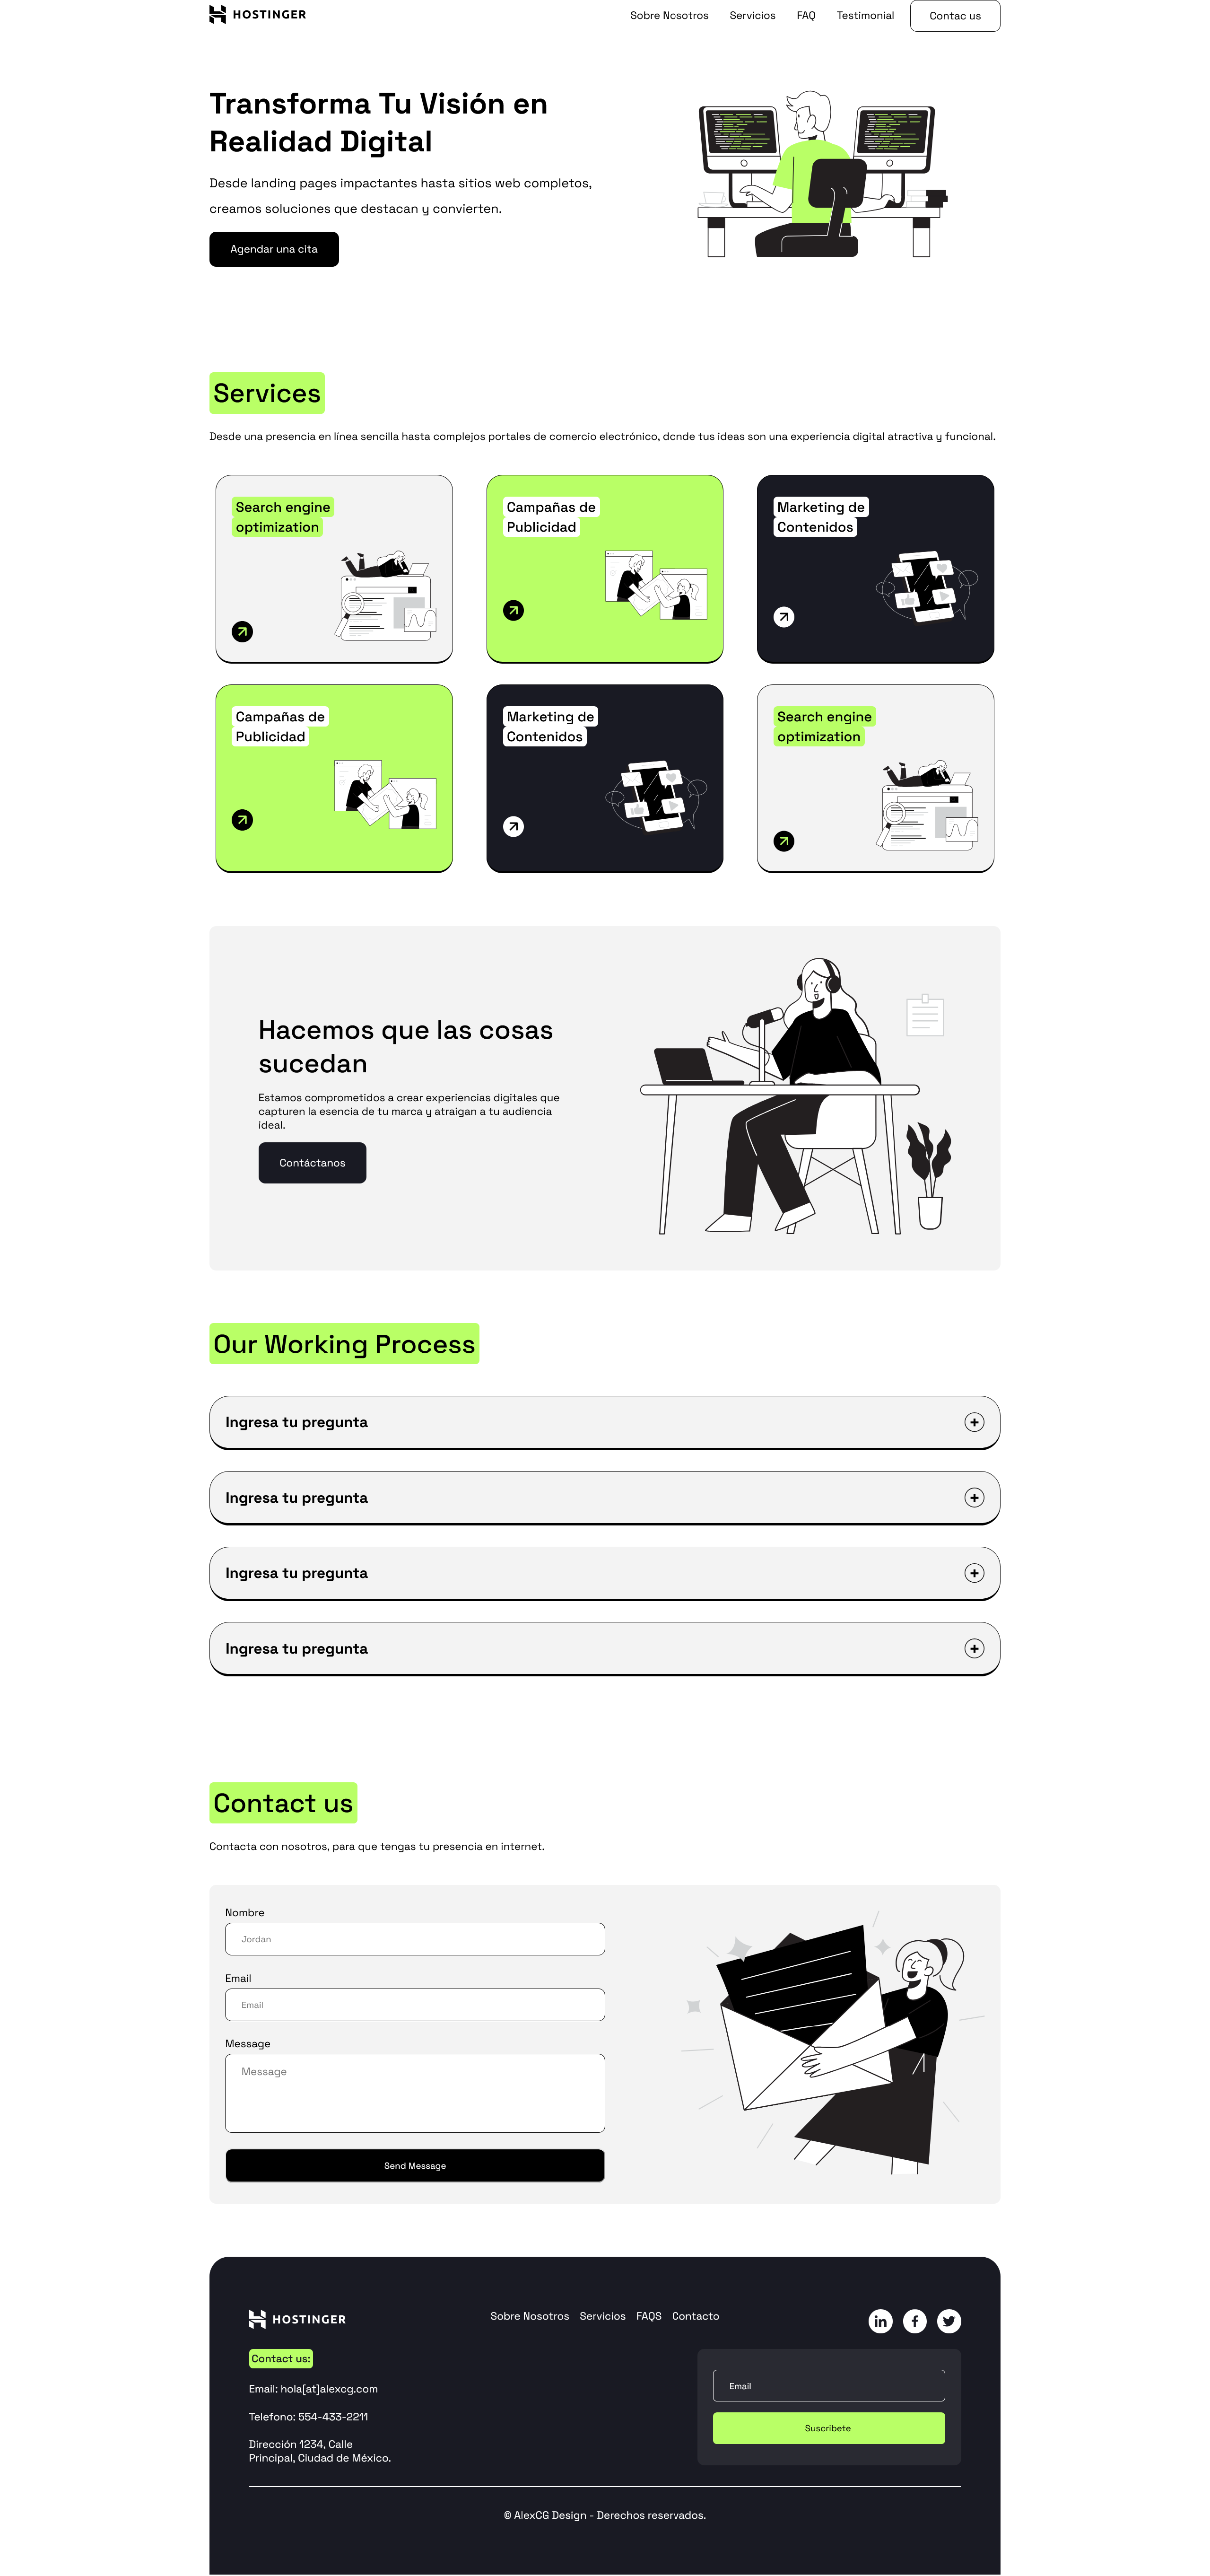 HOSTINGER
Sobre Nosotros Servicios FAQ Testimonial Contac us
Transforma Tu Visión en
Realidad Digital
Desde landing pages impactantes hasta sitios web completos,
creamos soluciones que destacan y convierten.
Agendar una cita
Services
Desde una presencia en línea sencilla hasta complejos portales de comercio electrónico, donde tus ideas son una experiencia digital atractiva y funcional.
Search engine
optimization
Campañas de
Publicidad
Marketing de
Contenidos
Campañas de
Publicidad
Marketing de
Contenidos
Search engine
optimization
Hacemos que las cosas
sucedan
Estamos comprometidos a crear experiencias digitales que
capturen la esencia de tu marca y atraigan a tu audiencia
ideal.
Contáctanos
Our Working Process
Ingresa tu pregunta
Ingresa tu pregunta
Ingresa tu pregunta
Ingresa tu pregunta
Contact us
Contacta con nosotros, para que tengas tu presencia en internet.
Nombre
Jordan
Email
Email
Message
Message
Send Message
HOSTINGER
Sobre Nosotros Servicios FAQS Contacto
Contact us:
Email: hola[at]alexcg.com
Telefono: 554-433-2211
Dirección 1234, Calle
Principal, Ciudad de México.
Email
Suscribete
© AlexCG Design - Derechos reservados.